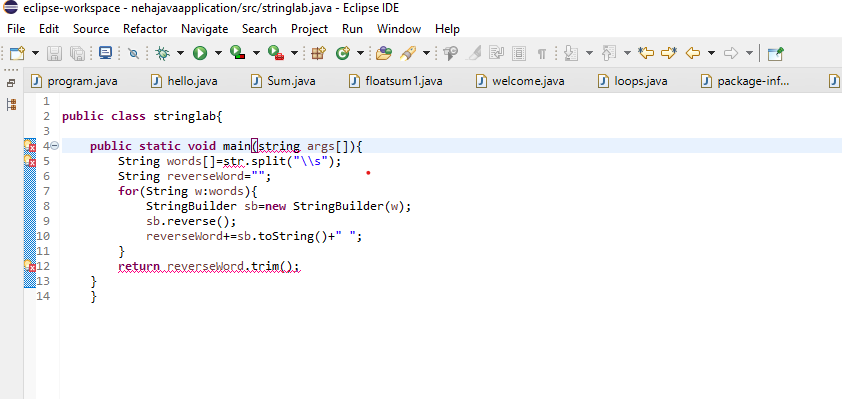 eclipse-workspace - nehajavaapplication/src/stringlab.java - Eclipse IDE
File Edit Source Refactor Navigate Search Project Run Window Help
program.java hello.java Sum.java floatsum1.java welcome.java loops.java package-inf...
1
2 public class stringlab{
3
4 public static void main(string args[]){
5 String words[]=str.split("\\s");
6 String reverseWord="";
7 for(String w:words){
8 StringBuilder sb=new StringBuilder(w);
9 sb.reverse();
10 reverseWord+=sb.toString()+" ";
11 }
12 return reverseWord.trim();
13 }
14 }